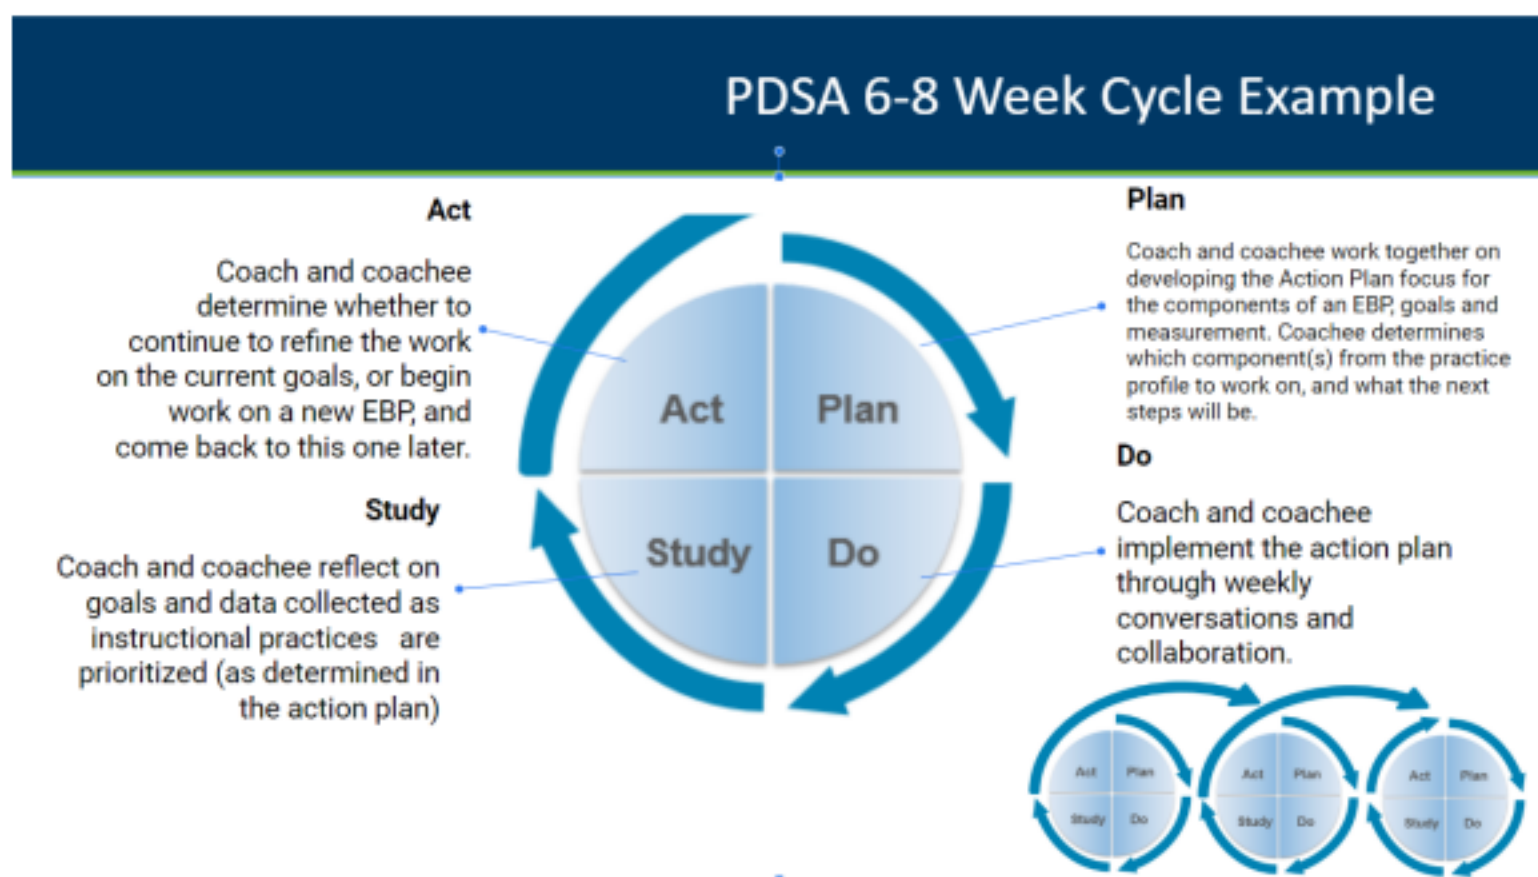 PDSA 6-8 Week Cycle Example
Act
Coach and coachee
determine whether to
continue to refine the work
on the current goals, or begin
work on a new EBP, and
come back to this one later.
Study
Coach and coachee reflect on
goals and data collected as
instructional practices are
prioritized (as determined in
the action plan)
Act
Plan
Study
Do
Plan
Coach and coachee work together on
developing the Action Plan focus for
the components of an EBP, goals and
measurement. Coachee determines
which component(s) from the practice
profile to work on, and what the next
steps will be.
Do
Coach and coachee
implement the action plan
through weekly
conversations and
collaboration.
Act
Plan
Study
Do
Act
Plan
Study
Do
Act
Plan
Study
Do